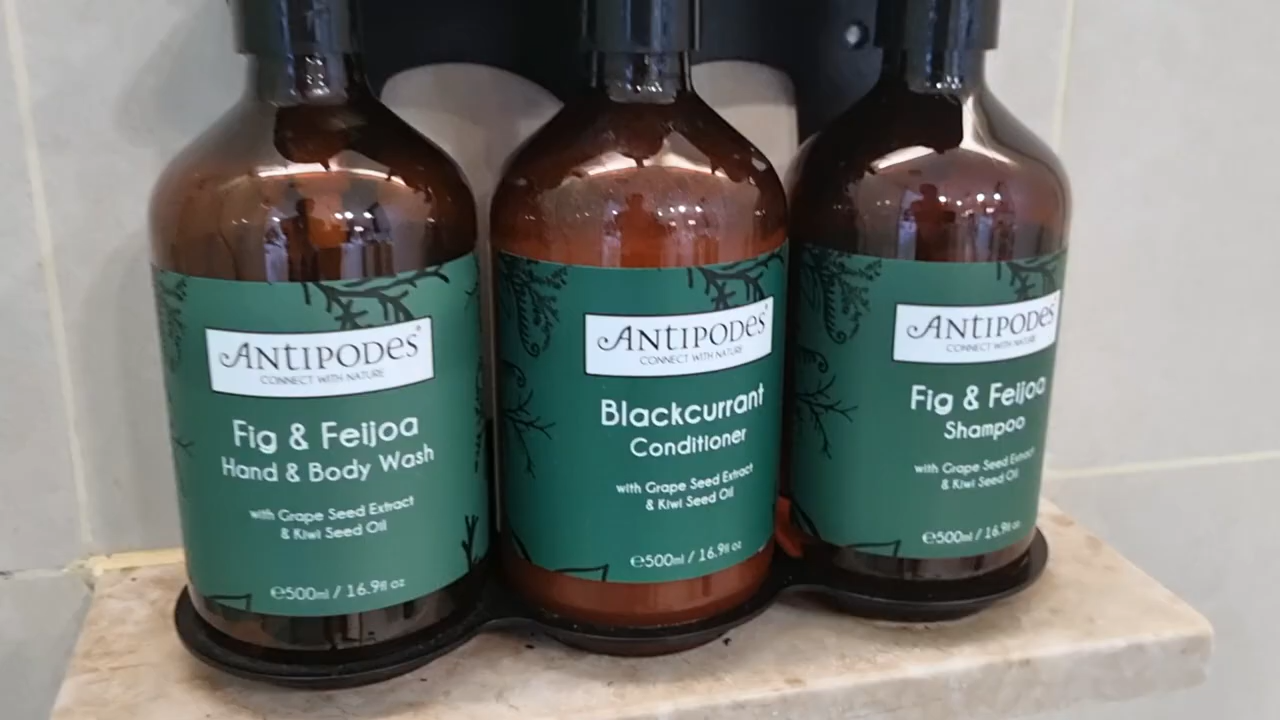 ANTIPODES®
CONNECT WITH NATURE
Fig & Feijoa
Hand & Body Wash
with Grape Seed Extract
& Kiwi Seed Oil
℮500ml / 16.9fl oz
ANTIPODES®
CONNECT WITH NATURE
Blackcurrant
Conditioner
with Grape Seed Extract
& Kiwi Seed Oil
℮500ml / 16.9fl oz
ANTIPODES
CONNECT WITH NATURE
Fig & Feijoa
Shampoo
with Grape Seed Extract
& Kiwi Seed Oil
℮500ml / 16.9fl oz